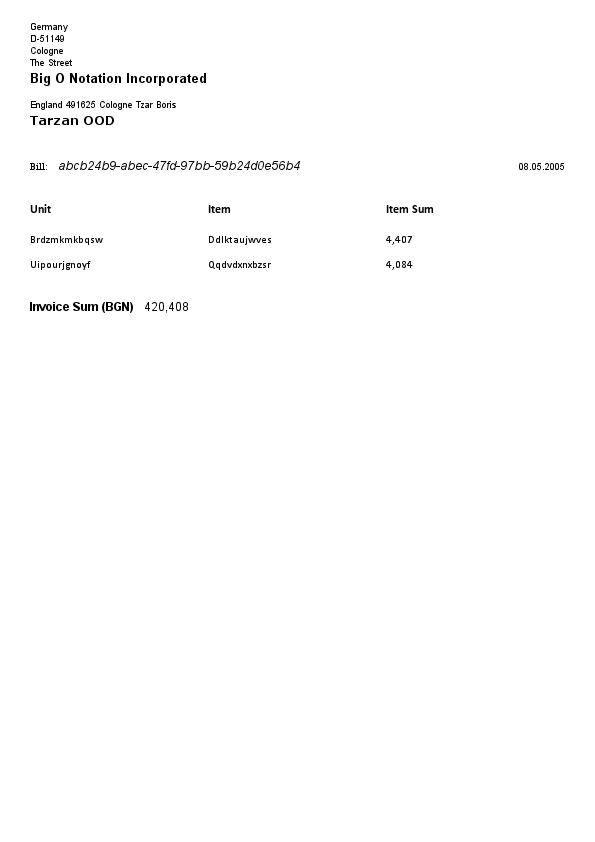 Germany
D-51149
Cologne
The Street
Big O Notation Incorporated
England 491625 Cologne Tzar Boris
Tarzan OOD
Bill: abcb24b9-abec-47fd-97bb-59b24d0e56b4 08.05.2005
Unit Item Item Sum
Brdzmkmkbqsw Ddlktaujwves 4,407
Uipourjgnoyf Qqdvdxnxbzsr 4,084
Invoice Sum (BGN) 420,408